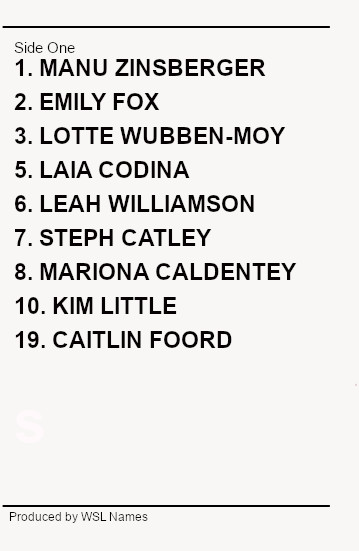 Side One
1. MANU ZINSBERGER
2. EMILY FOX
3. LOTTE WUBBEN-MOY
5. LAIA CODINA
6. LEAH WILLIAMSON
7. STEPH CATLEY
8. MARIONA CALDENTEY
10. KIM LITTLE
19. CAITLIN FOORD
S
Produced by WSL Names